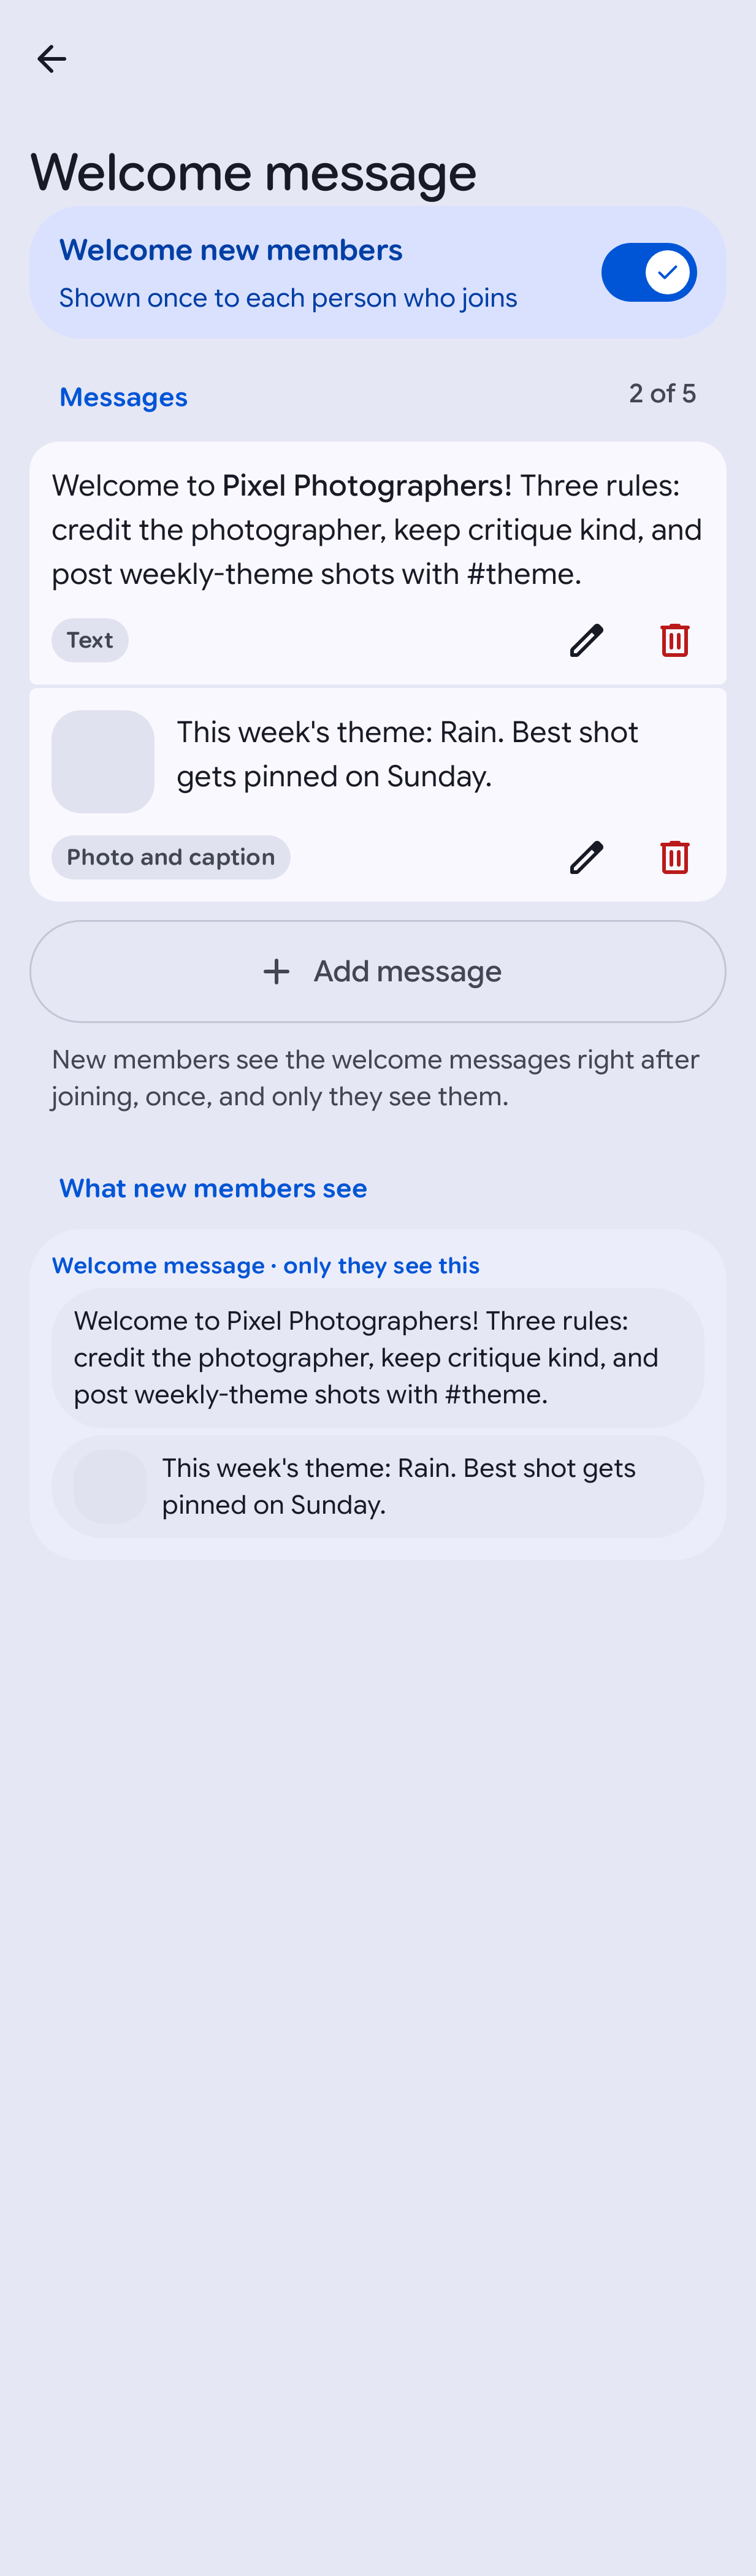 Welcome message
Welcome new members
Shown once to each person who joins
Messages
2 of 5
Welcome to Pixel Photographers! Three rules:
credit the photographer, keep critique kind, and
post weekly-theme shots with #theme.
Text
This week's theme: Rain. Best shot
gets pinned on Sunday.
Photo and caption
Add message
New members see the welcome messages right after
joining, once, and only they see them.
What new members see
Welcome message · only they see this
Welcome to Pixel Photographers! Three rules:
credit the photographer, keep critique kind, and
post weekly-theme shots with #theme.
This week's theme: Rain. Best shot gets
pinned on Sunday.